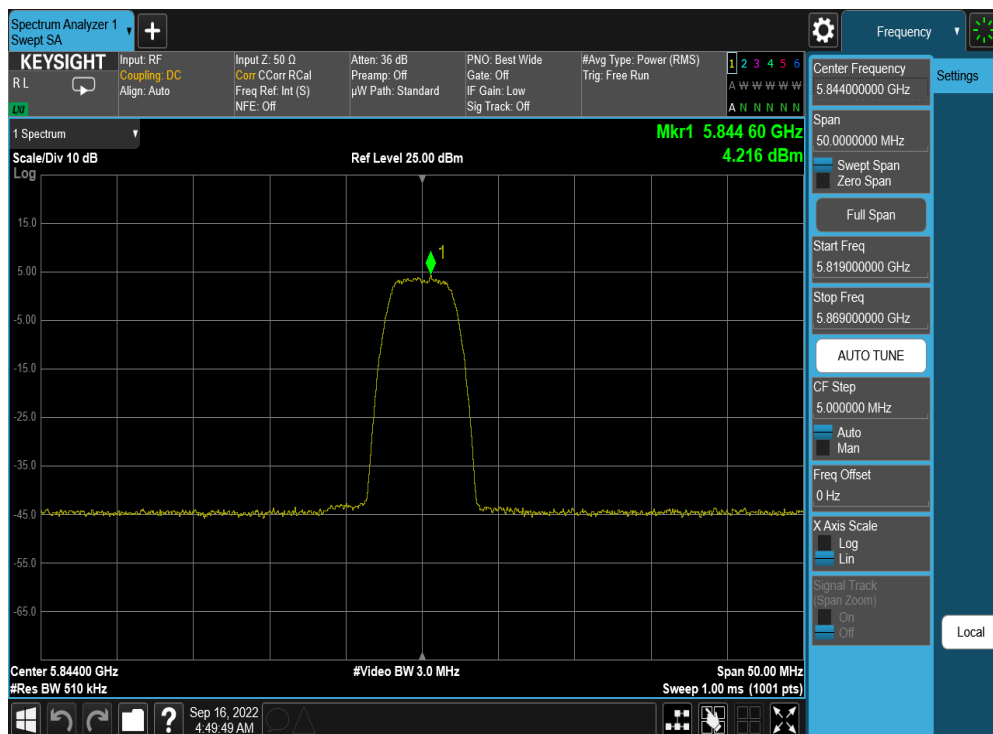 Spectrum Analyzer 1
Swept SA
Frequency
KEYSIGHT
R L
LXI
Input: RF
Coupling: DC
Align: Auto
Input Z: 50 Ω
Corr CCorr RCal
Freq Ref: Int (S)
NFE: Off
Atten: 36 dB
Preamp: Off
µW Path: Standard
PNO: Best Wide
Gate: Off
IF Gain: Low
Sig Track: Off
#Avg Type: Power (RMS)
Trig: Free Run
1 2 3 4 5 6
A W W W W W
A N N N N N
1 Spectrum
Scale/Div 10 dB
Log
Ref Level 25.00 dBm
Mkr1 5.844 60 GHz
4.216 dBm
1
15.0
5.00
-5.00
-15.0
-25.0
-35.0
-45.0
-55.0
-65.0
Center 5.84400 GHz
#Res BW 510 kHz
#Video BW 3.0 MHz
Span 50.00 MHz
Sweep 1.00 ms (1001 pts)
Center Frequency
5.844000000 GHz
Settings
Span
50.0000000 MHz
Swept Span
Zero Span
Full Span
Start Freq
5.819000000 GHz
Stop Freq
5.869000000 GHz
AUTO TUNE
CF Step
5.000000 MHz
Auto
Man
Freq Offset
0 Hz
X Axis Scale
Log
Lin
Signal Track
(Span Zoom)
On
Off
Local
?
Sep 16, 2022
4:49:49 AM